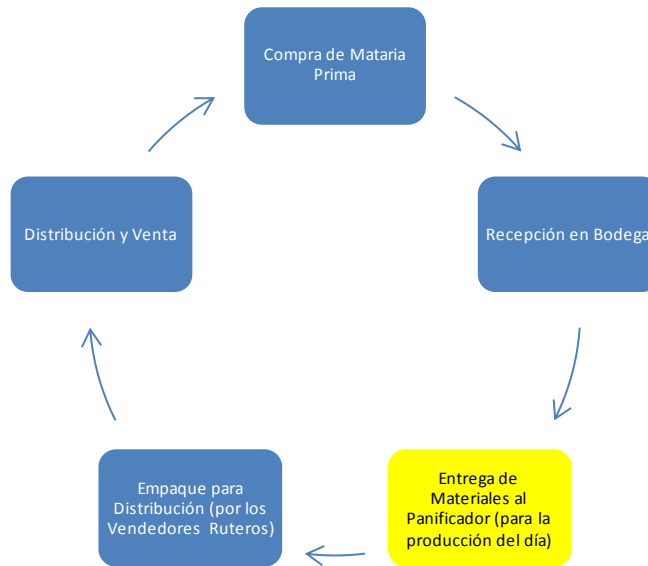 Compra de Mataria
Prima
Distribución y Venta
Recepción en Bodega
Empaque para
Distribución (por los
Vendedores Ruteros)
Entrega de
Materiales al
Panificador (para la
producción del día)